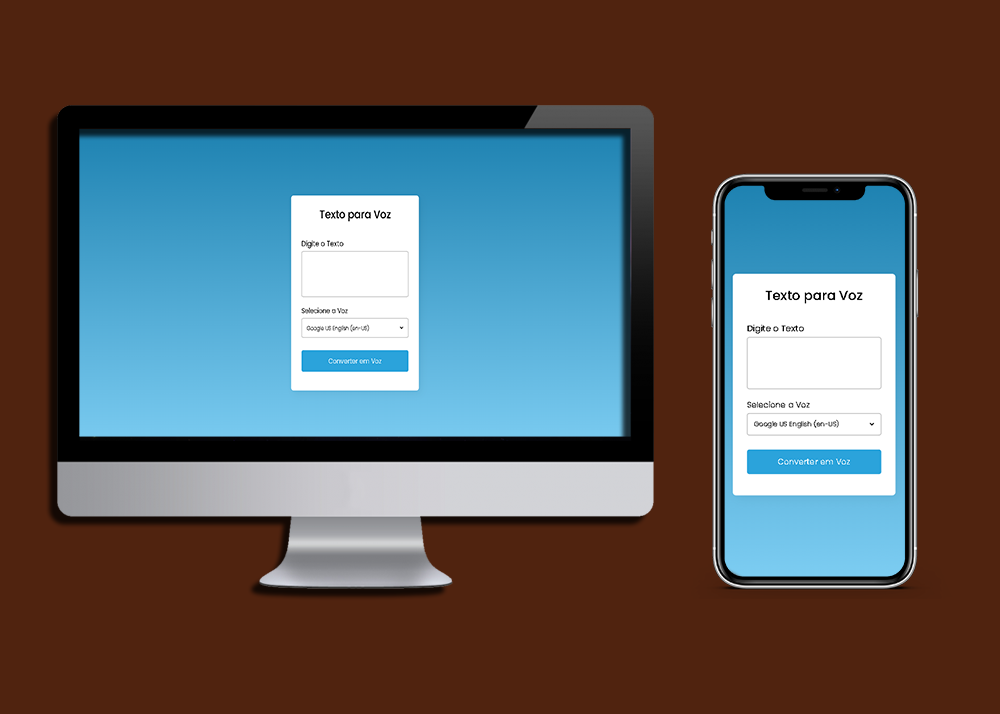 Texto para Voz
Digite o Texto
Selecione a Voz
Google US English (en-US)
Converter em Voz
Texto para Voz
Digite o Texto
Selecione a Voz
Google US English (en-US)
Converter em Voz